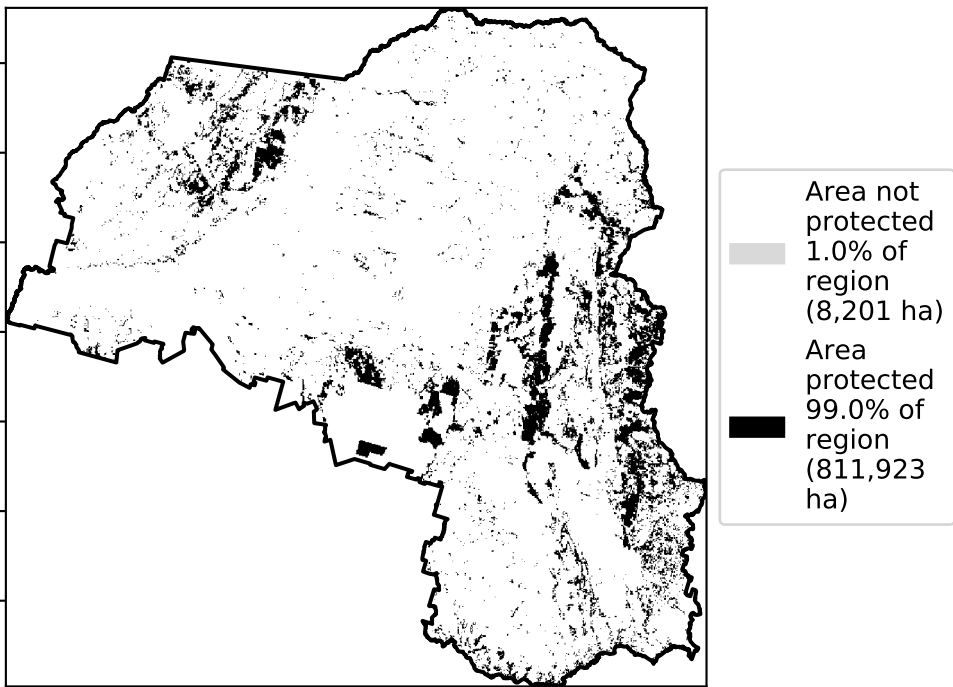 Area not
protected
1.0% of
region
(8,201 ha)
Area
protected
99.0% of
region
(811,923
ha)